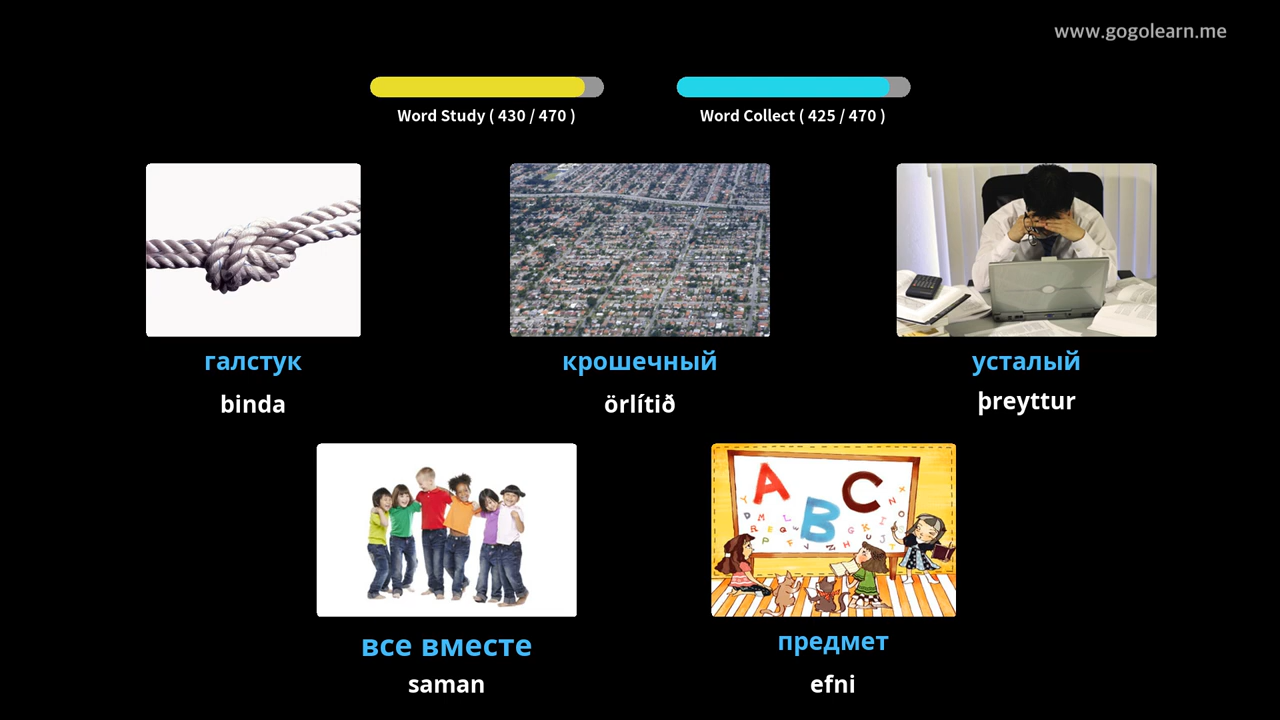 www.gogolearn.me
Word Study ( 430 / 470 )
Word Collect ( 425 / 470 )
галстук
крошечный
усталый
binda
örlítið
þreyttur
A
B
C
все вместе
предмет
saman
efni